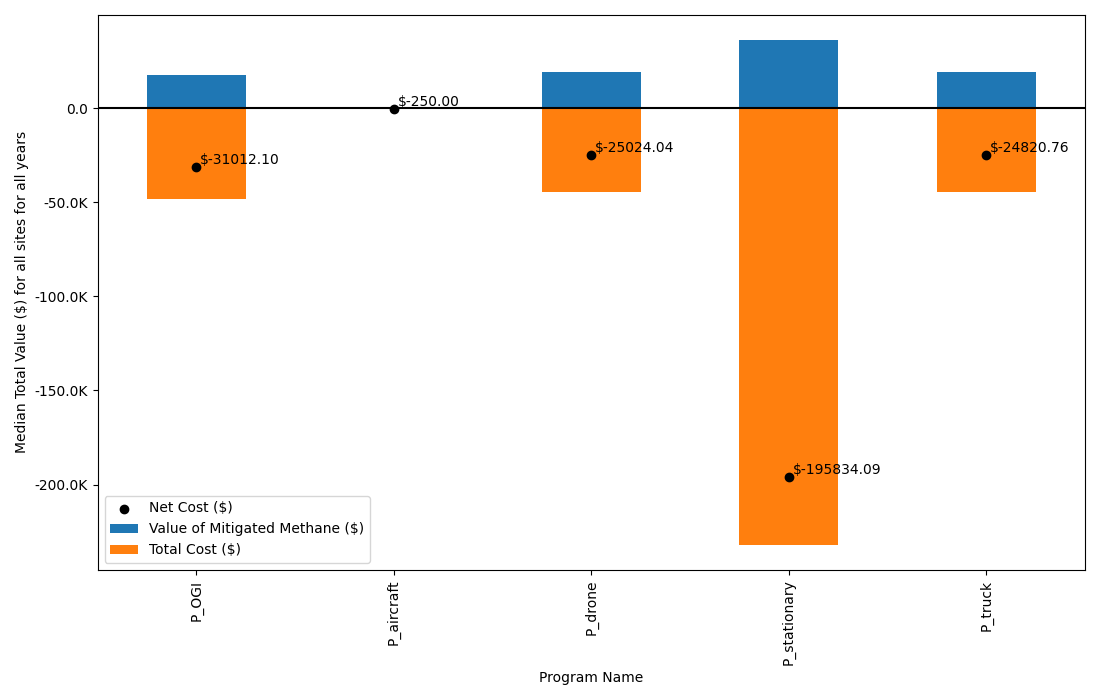 Median Total Value ($) for all sites for all years
0.0
-50.0K
-100.0K
-150.0K
-200.0K
$-31012.10
$-250.00
$-25024.04
$-195834.09
$-24820.76
Net Cost ($)
Value of Mitigated Methane ($)
Total Cost ($)
P_OGI
P_aircraft
P_drone
P_stationary
P_truck
Program Name